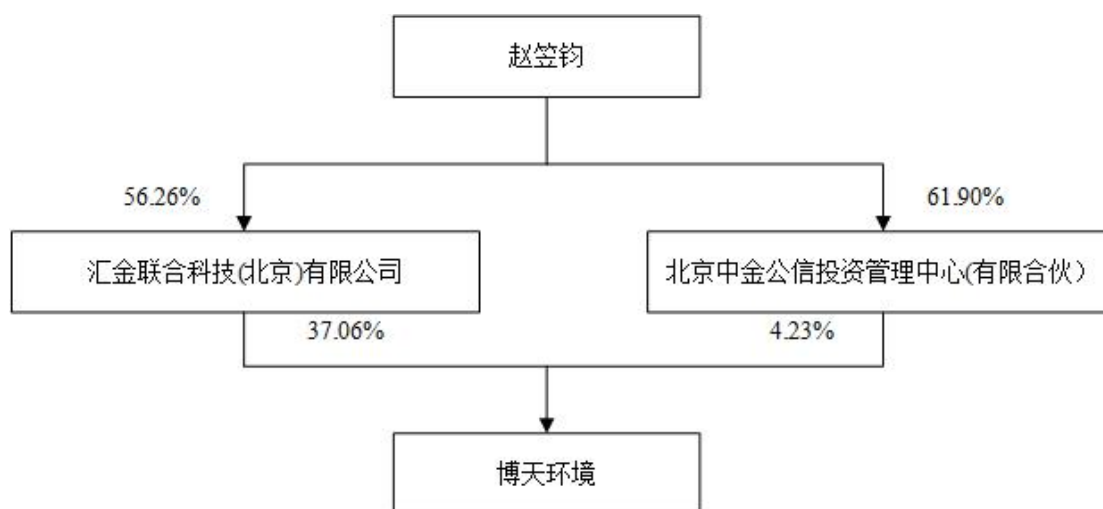 赵笠钧
56.26%
61.90%
汇金联合科技(北京)有限公司
北京中金公信投资管理中心(有限合伙）
37.06%
4.23%
博天环境